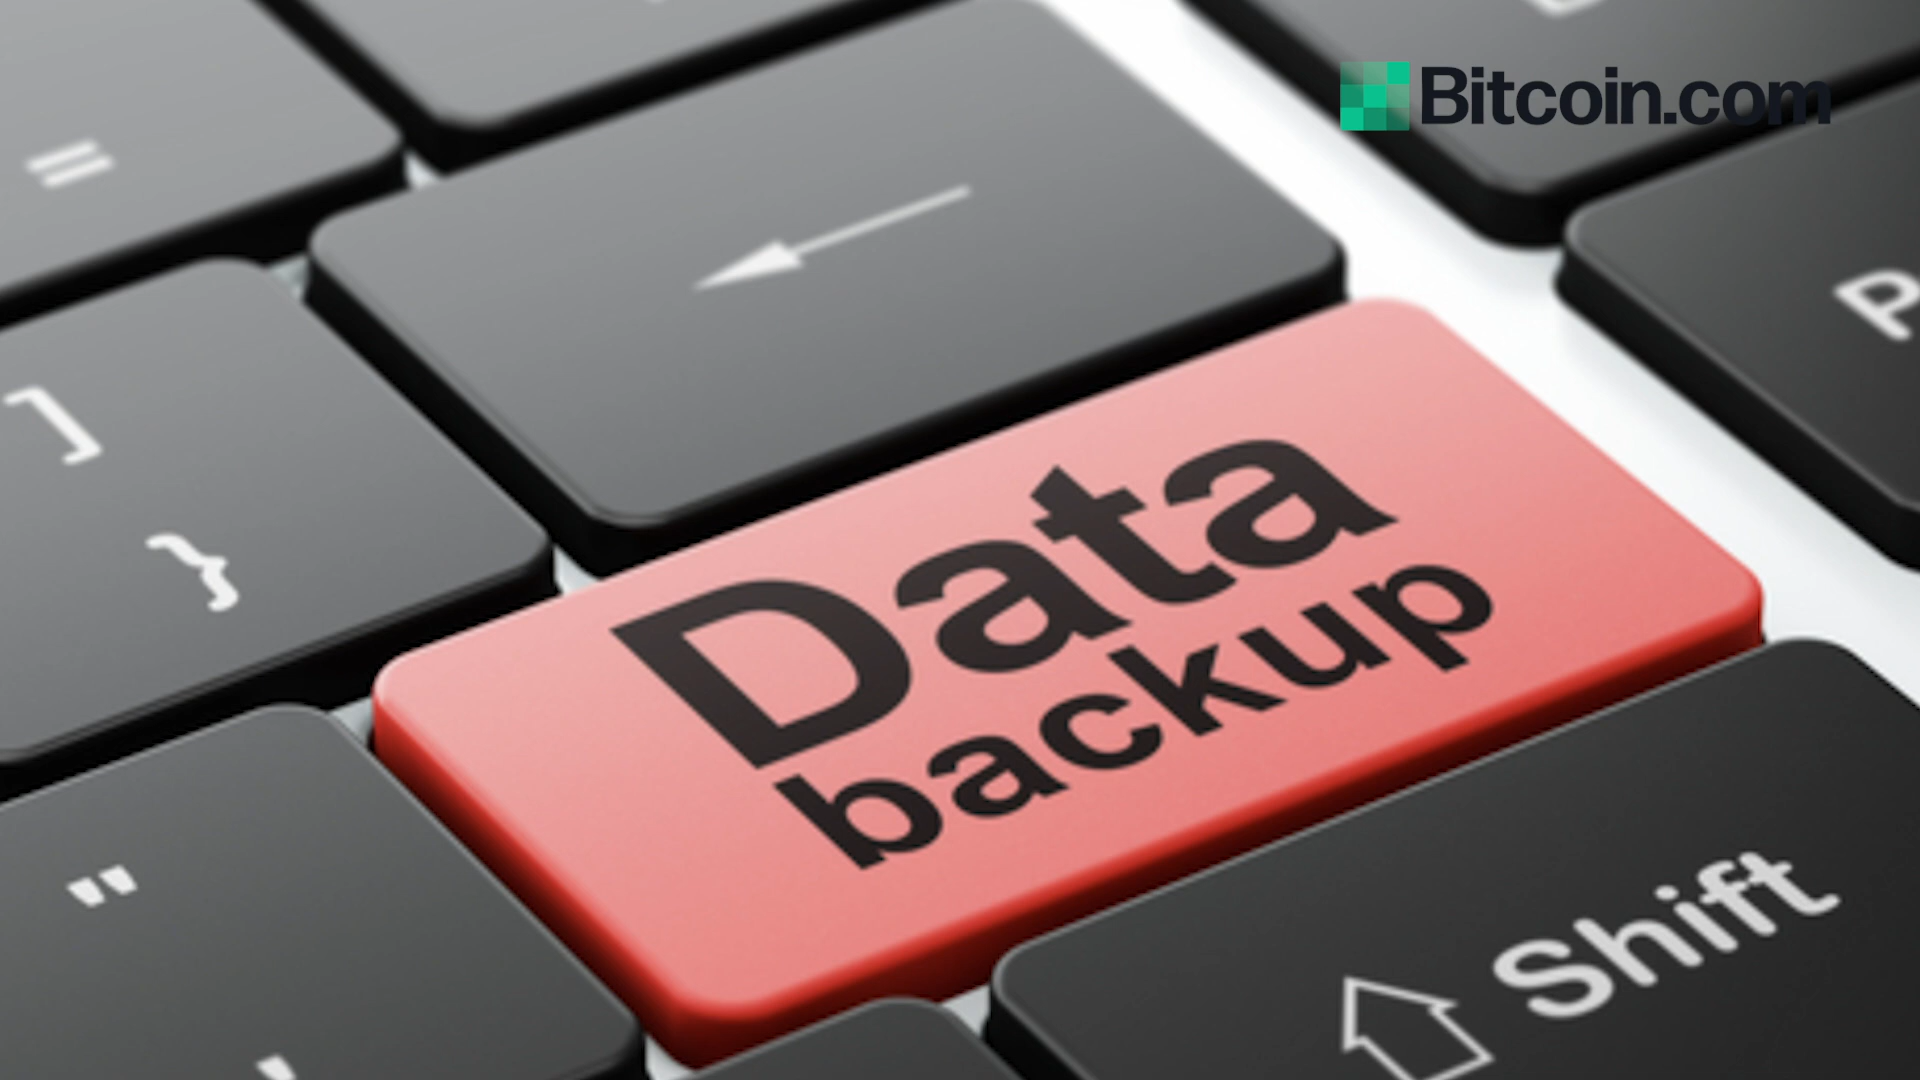 Bitcoin.com
=
P
]
}
Data
backup
"
'
Shift